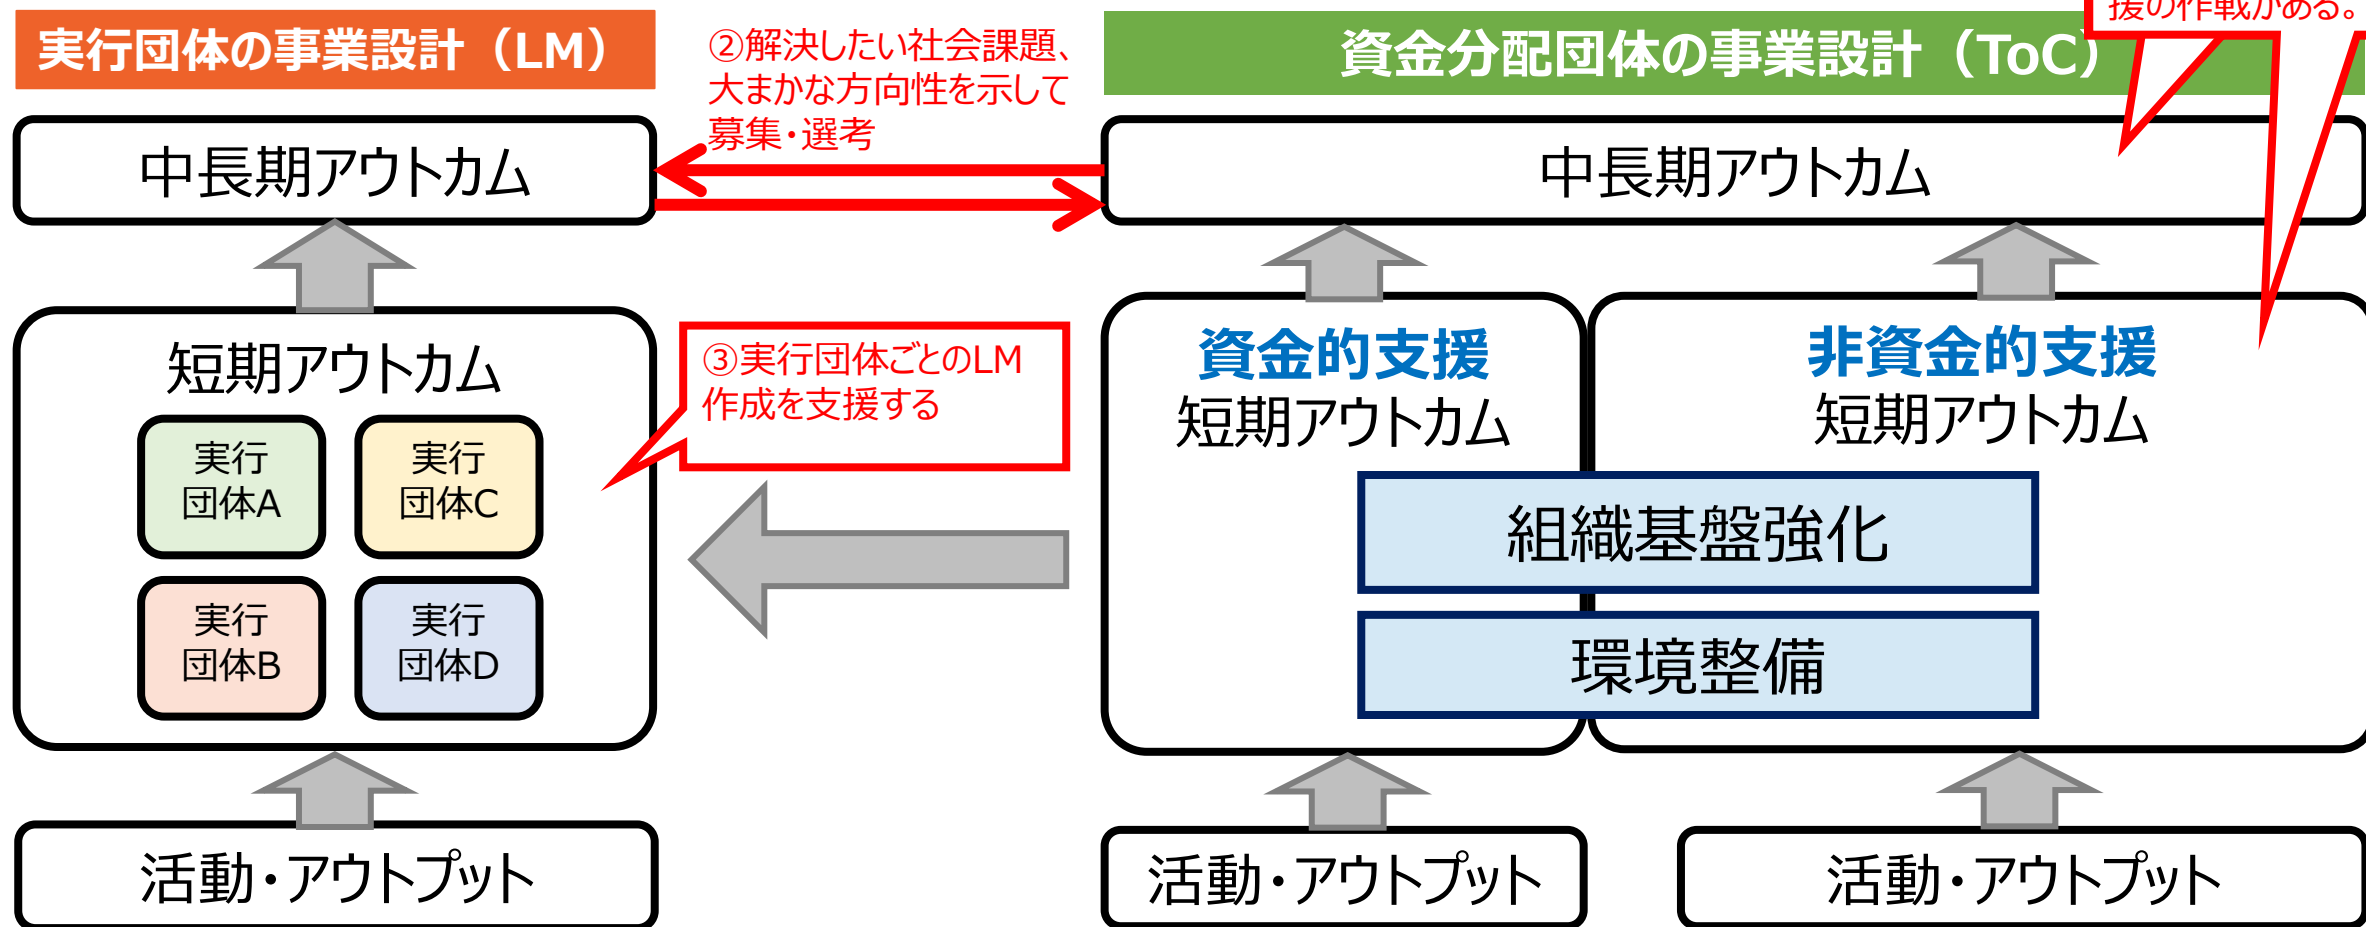 実行団体の事業設計（LM）
②解決したい社会課題、
大まかな方向性を示して
募集・選考
資金分配団体の事業設計（ToC）
援の作戦がある。
中長期アウトカム
中長期アウトカム
短期アウトカム
実行
団体A
実行
団体C
実行
団体B
実行
団体D
③実行団体ごとのLM
作成を支援する
資金的支援
短期アウトカム
非資金的支援
短期アウトカム
組織基盤強化
環境整備
活動・アウトプット
活動・アウトプット
活動・アウトプット